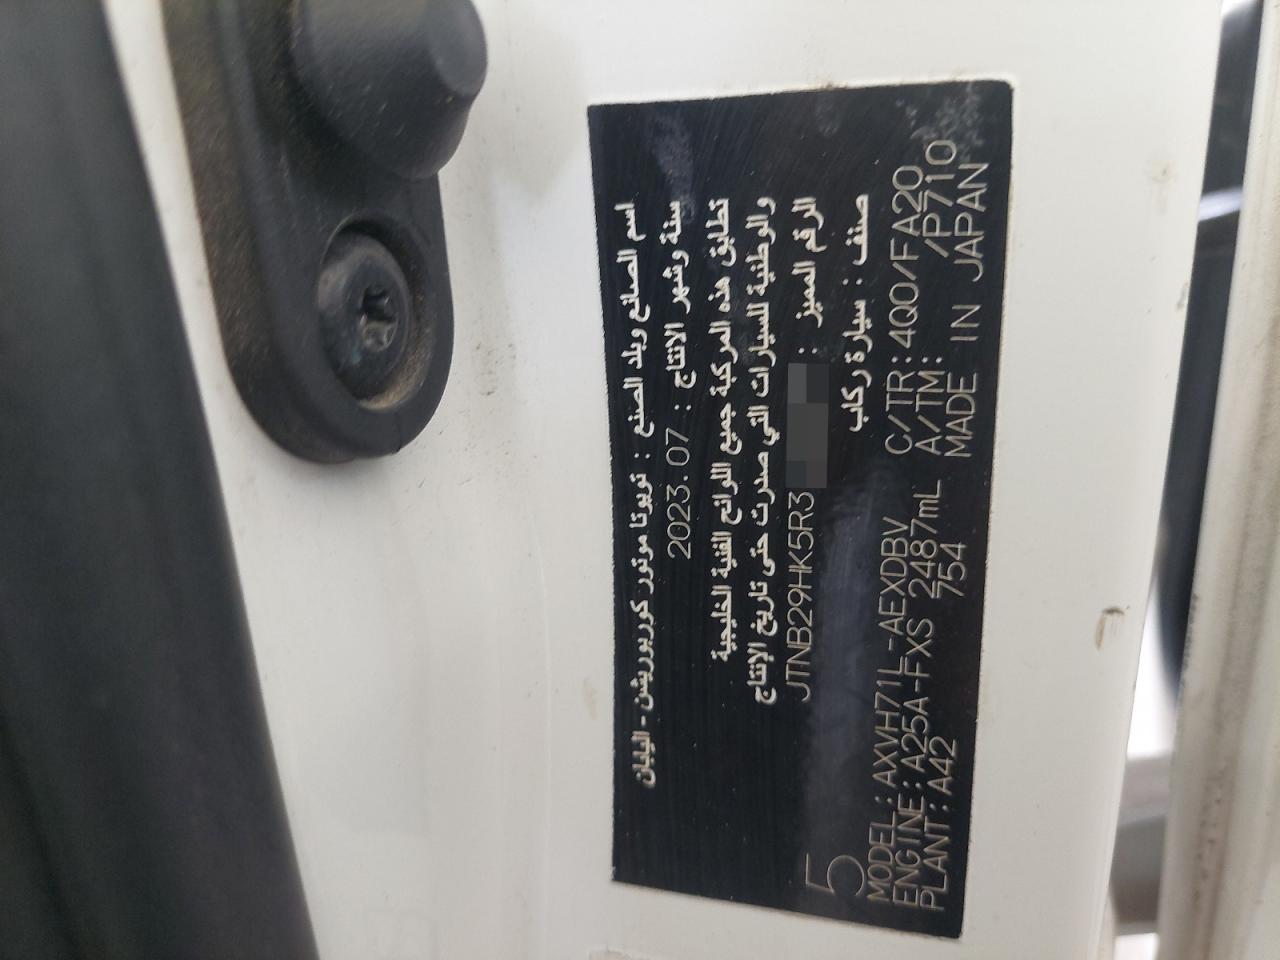 اسم الصانع وبلد الصنع : تويوتا موتور كوربوريشن - اليابان
سنة وشهر الانتاج : 2023.07
تطابق هذه المركبة جميع اللوائح الفنية الخليجية
والوطنية للسيارات التي صدرت حتى تاريخ الإنتاج
الرقم المميز : JTNB29HK5R3
صنف : سيارة ركاب
5
MODEL : AXVH71L-AEXDBV C/TR: 4Q0/FA20
ENGINE : A25A-FXS 2487mL A/TM: /P710
PLANT : A42 754 MADE IN JAPAN